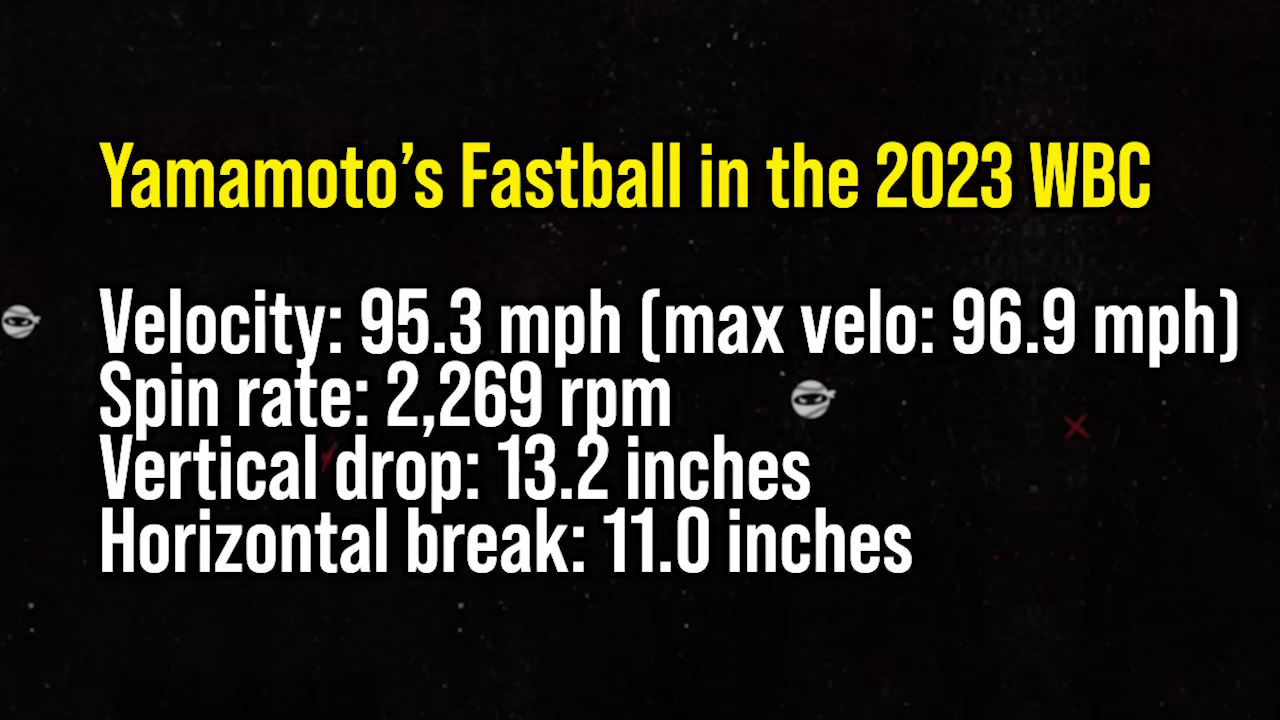 Yamamoto’s Fastball in the 2023 WBC
Velocity: 95.3 mph (max velo: 96.9 mph)
Spin rate: 2,269 rpm
Vertical drop: 13.2 inches
Horizontal break: 11.0 inches